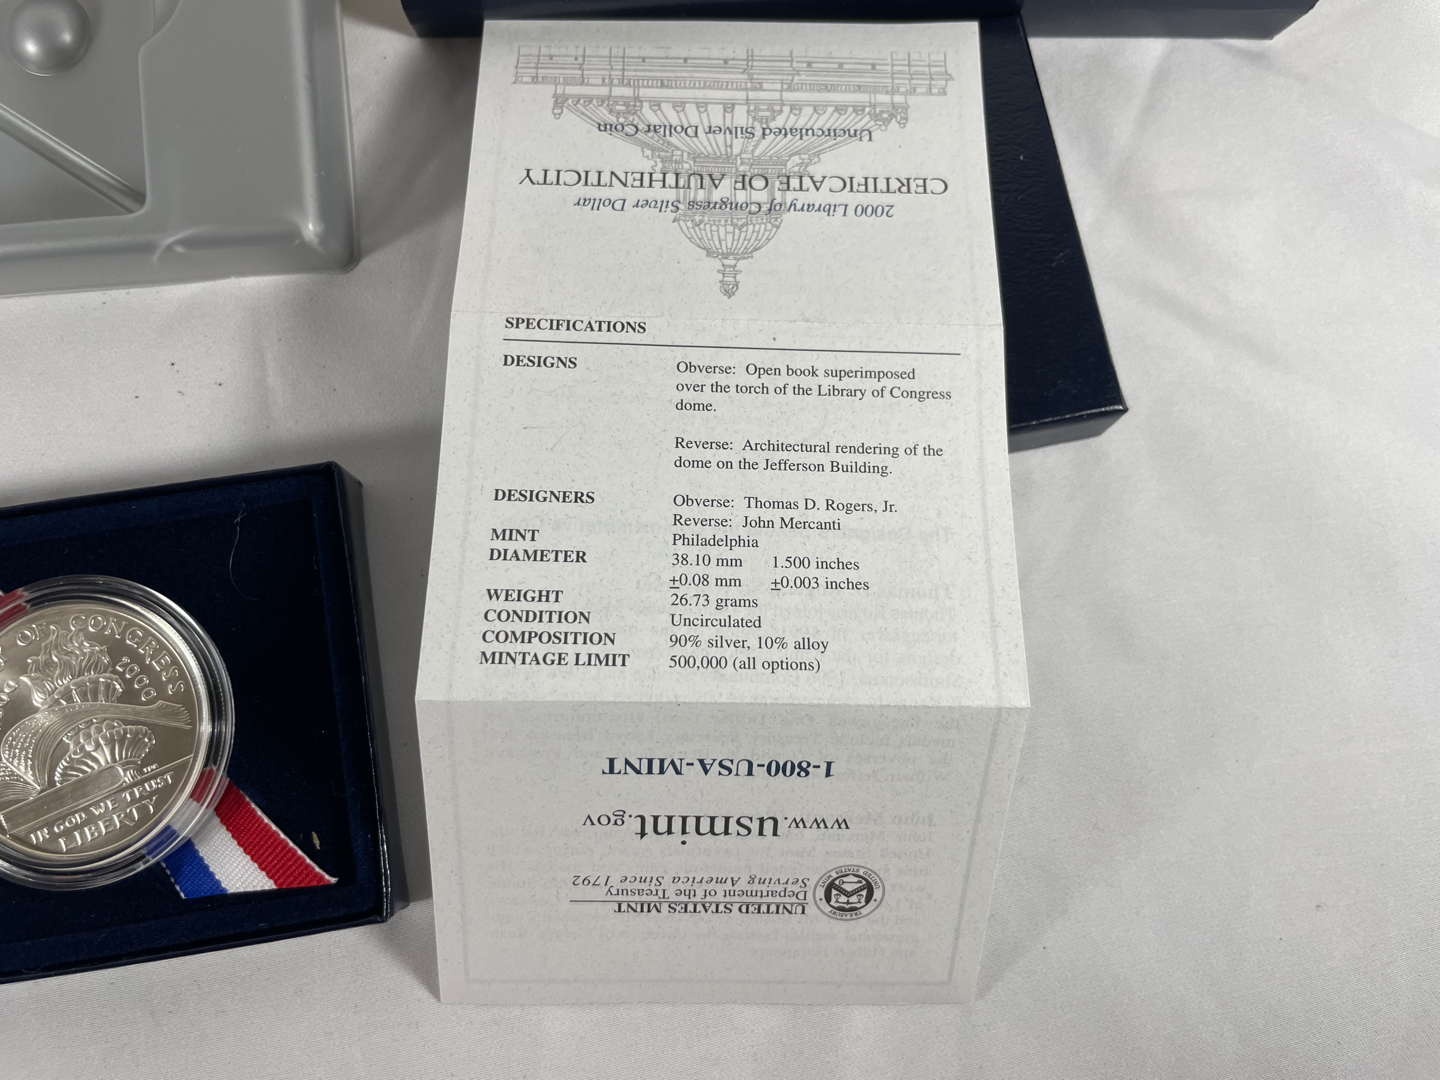 Uncirculated Silver Dollar Coin
CERTIFICATE OF AUTHENTICITY
2000 Library of Congress Silver Dollar
SPECIFICATIONS
DESIGNS Obverse: Open book superimposed
over the torch of the Library of Congress
dome.
Reverse: Architectural rendering of the
dome on the Jefferson Building.
DESIGNERS Obverse: Thomas D. Rogers, Jr.
Reverse: John Mercanti
MINT Philadelphia
DIAMETER 38.10 mm 1.500 inches
±0.08 mm ±0.003 inches
WEIGHT 26.73 grams
CONDITION Uncirculated
COMPOSITION 90% silver, 10% alloy
MINTAGE LIMIT 500,000 (all options)
1-800-USA-MINT
www.usmint.gov
UNITED STATES MINT
Department of the Treasury
Serving America Since 1792
OF CONGRESS
2000
IN GOD WE TRUST
LIBERTY